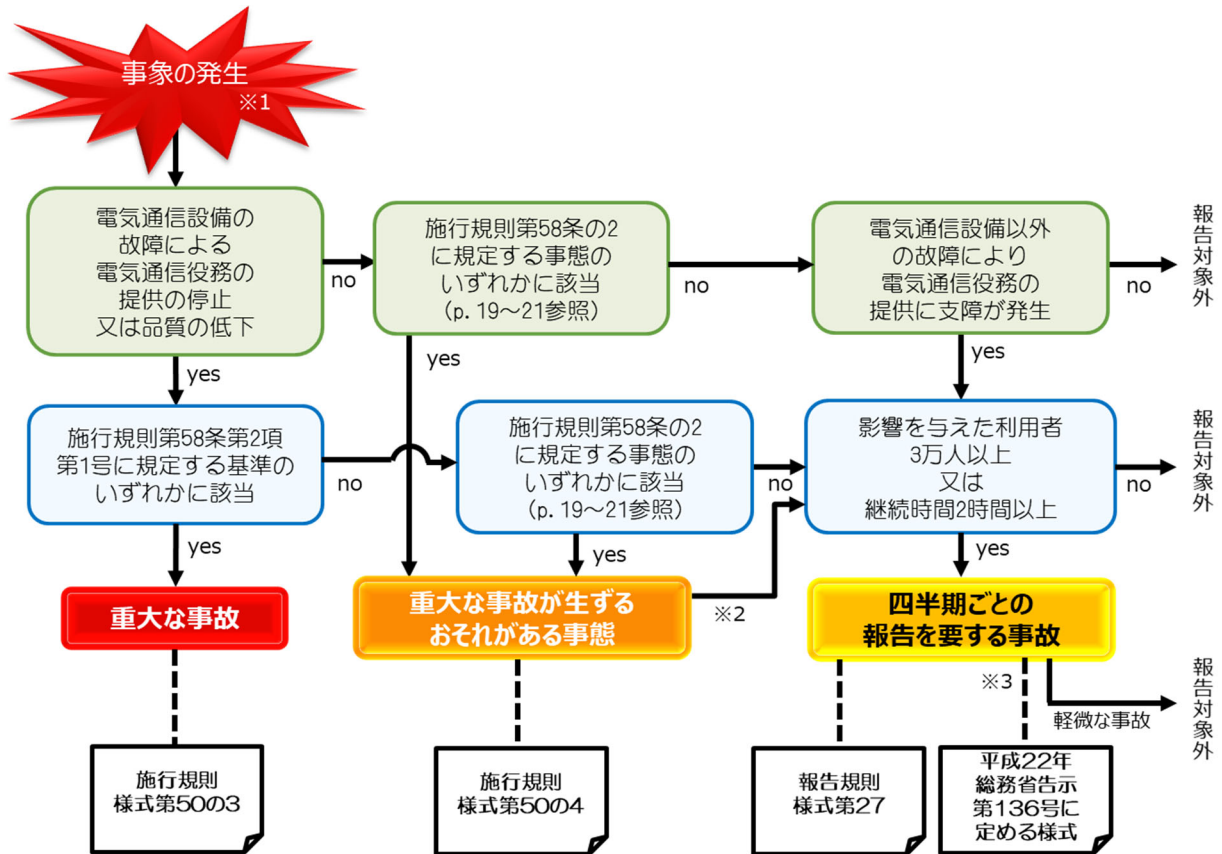 事象の発生
※1
電気通信設備の
故障による
電気通信役務の
提供の停止
又は品質の低下
no
施行規則第58条の2
に規定する事態の
いずれかに該当
(p.19～21参照)
no
電気通信設備以外
の故障により
電気通信役務の
提供に支障が発生
no
報告対象外
yes
yes
yes
施行規則第58条第2項
第1号に規定する基準の
いずれかに該当
no
施行規則第58条の2
に規定する事態の
いずれかに該当
(p.19～21参照)
no
影響を与えた利用者
3万人以上
又は
継続時間2時間以上
no
報告対象外
yes
yes
yes
重大な事故
重大な事故が生ずる
おそれがある事態
※2
四半期ごとの
報告を要する事故
※3
軽微な事故
報告対象外
施行規則
様式第50の3
施行規則
様式第50の4
報告規則
様式第27
平成22年
総務省告示
第136号に
定める様式